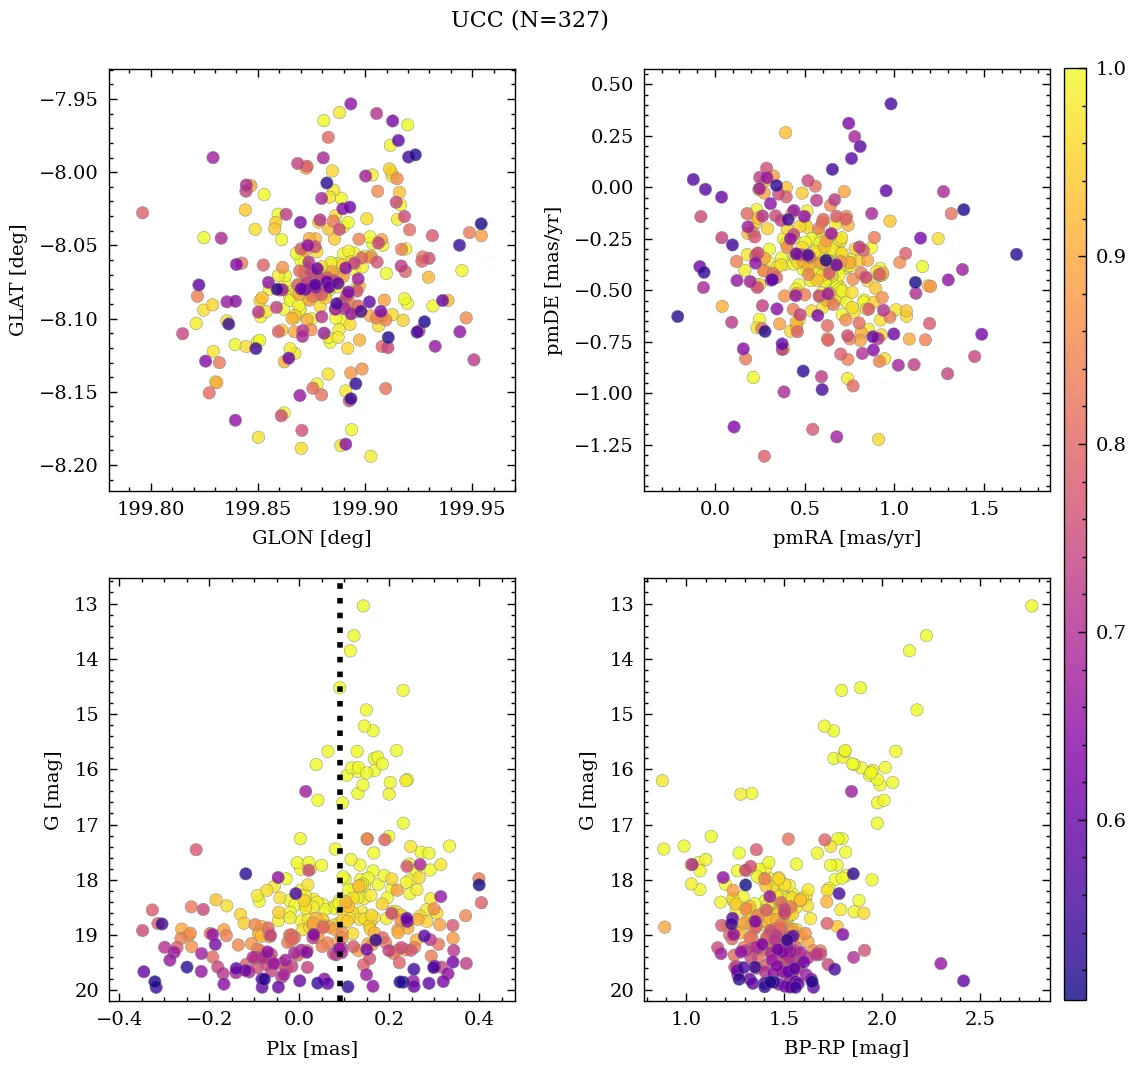 UCC (N=327)
−7.95
−8.00
−8.05
−8.10
−8.15
−8.20
GLAT [deg]
199.80 199.85 199.90 199.95
GLON [deg]
0.50
0.25
0.00
−0.25
−0.50
−0.75
−1.00
−1.25
pmDE [mas/yr]
0.0 0.5 1.0 1.5
pmRA [mas/yr]
1.0
0.9
0.8
0.7
0.6
13
14
15
16
17
18
19
20
G [mag]
−0.4 −0.2 0.0 0.2 0.4
Plx [mas]
13
14
15
16
17
18
19
20
G [mag]
1.0 1.5 2.0 2.5
BP-RP [mag]